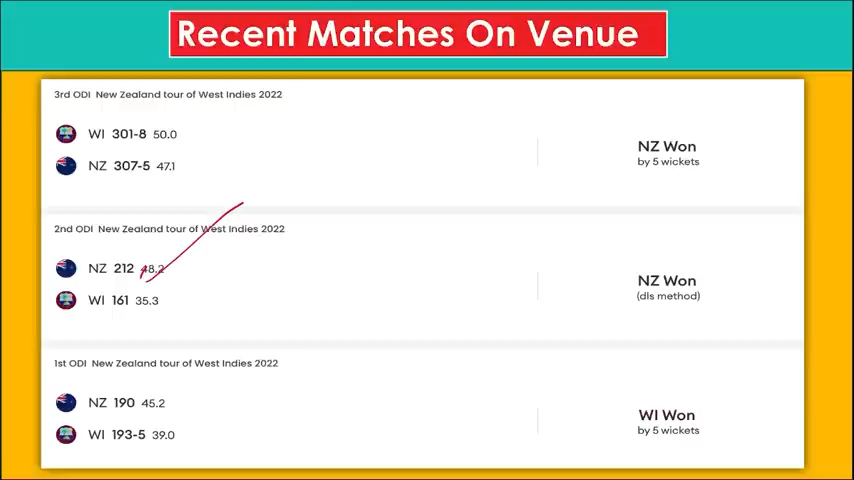 Recent Matches On Venue
3rd ODI New Zealand tour of West Indies 2022
WI 301-8 50.0
NZ 307-5 47.1
NZ Won
by 5 wickets
2nd ODI New Zealand tour of West Indies 2022
NZ 212 48.2
WI 161 35.3
NZ Won
(dls method)
1st ODI New Zealand tour of West Indies 2022
NZ 190 45.2
WI 193-5 39.0
WI Won
by 5 wickets